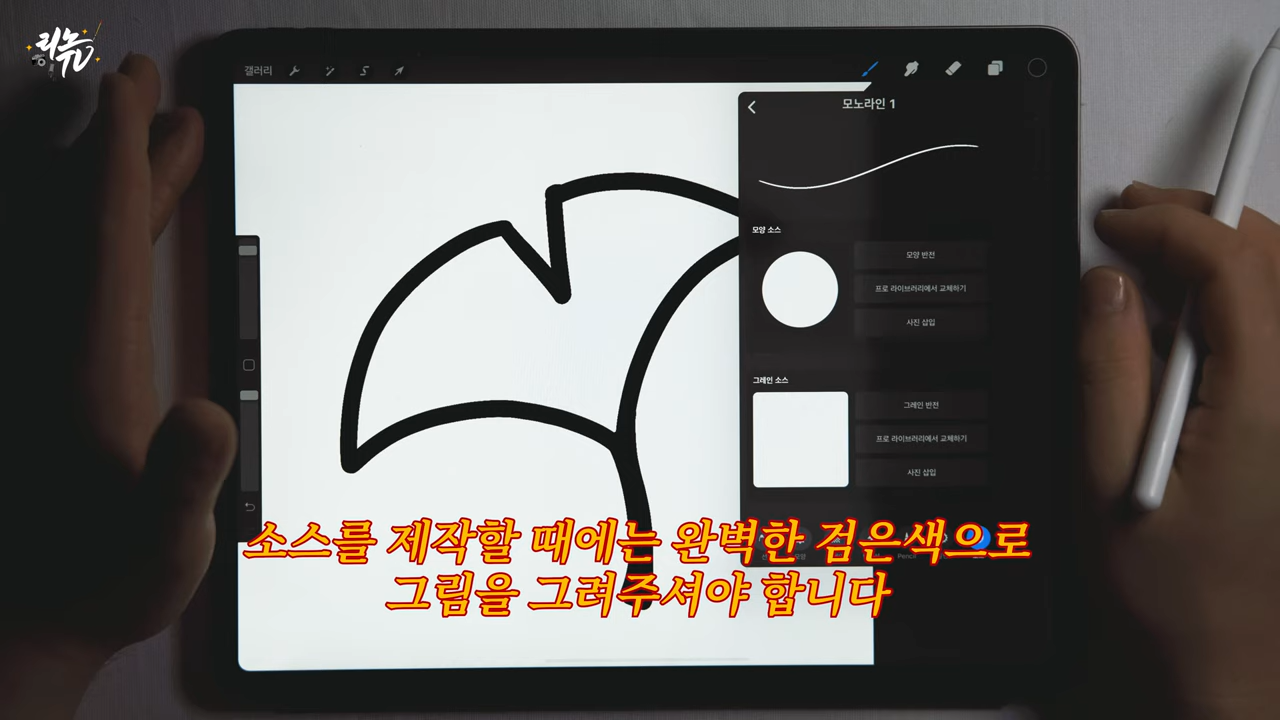 리뉴
갤러리
모노라인 1
모양 소스
모양 반전
프로 라이브러리에서 교체하기
사진 삽입
그레인 소스
그레인 반전
프로 라이브러리에서 교체하기
사진 삽입
소스를 제작할 때에는 완벽한 검은색으로
그림을 그려주셔야 합니다